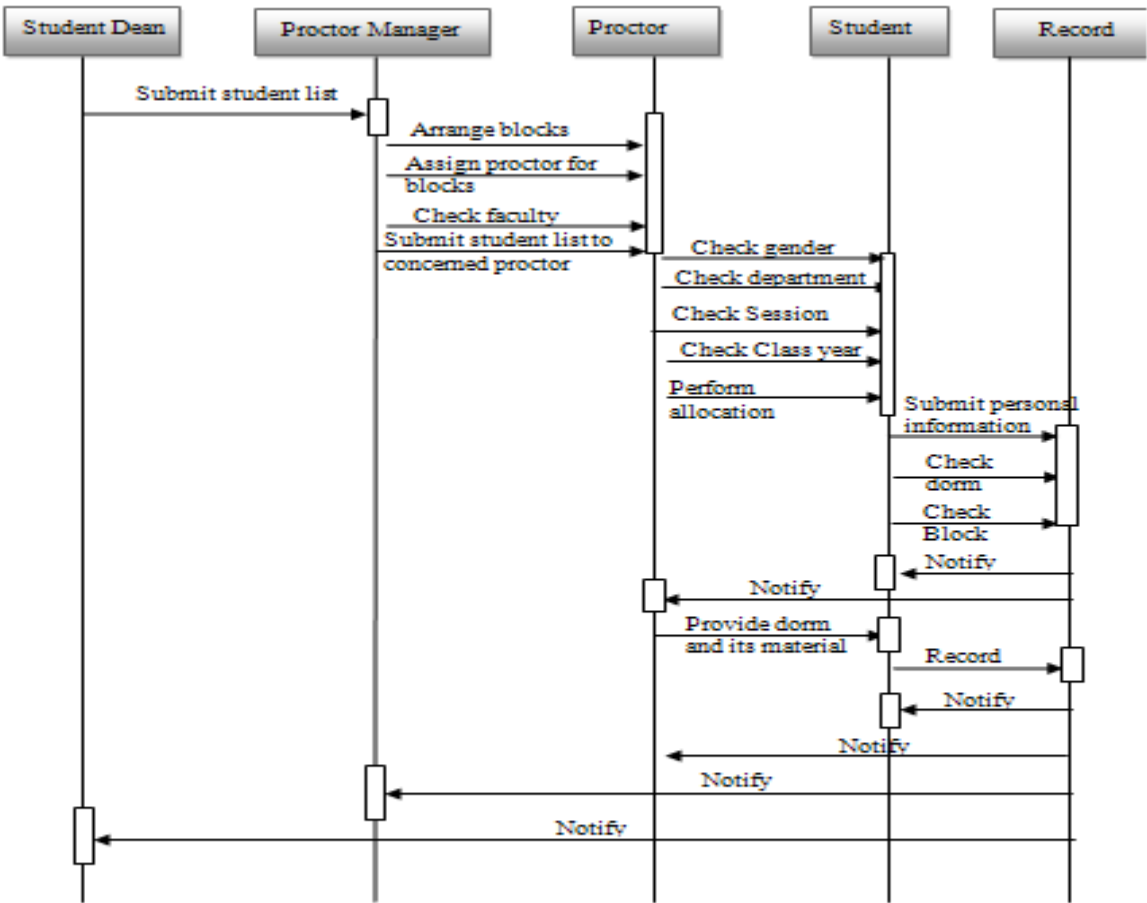 Student Dean
Proctor Manager
Proctor
Student
Record
Submit student list
Arrange blocks
Assign proctor for
blocks
Check faculty
Submit student list to
concerned proctor
Check gender
Check department
Check Session
Check Class year
Perform
allocation
Submit personal
information
Check
dorm
Check
Block
Notify
Notify
Provide dorm
and its material
Record
Notify
Notify
Notify
Notify